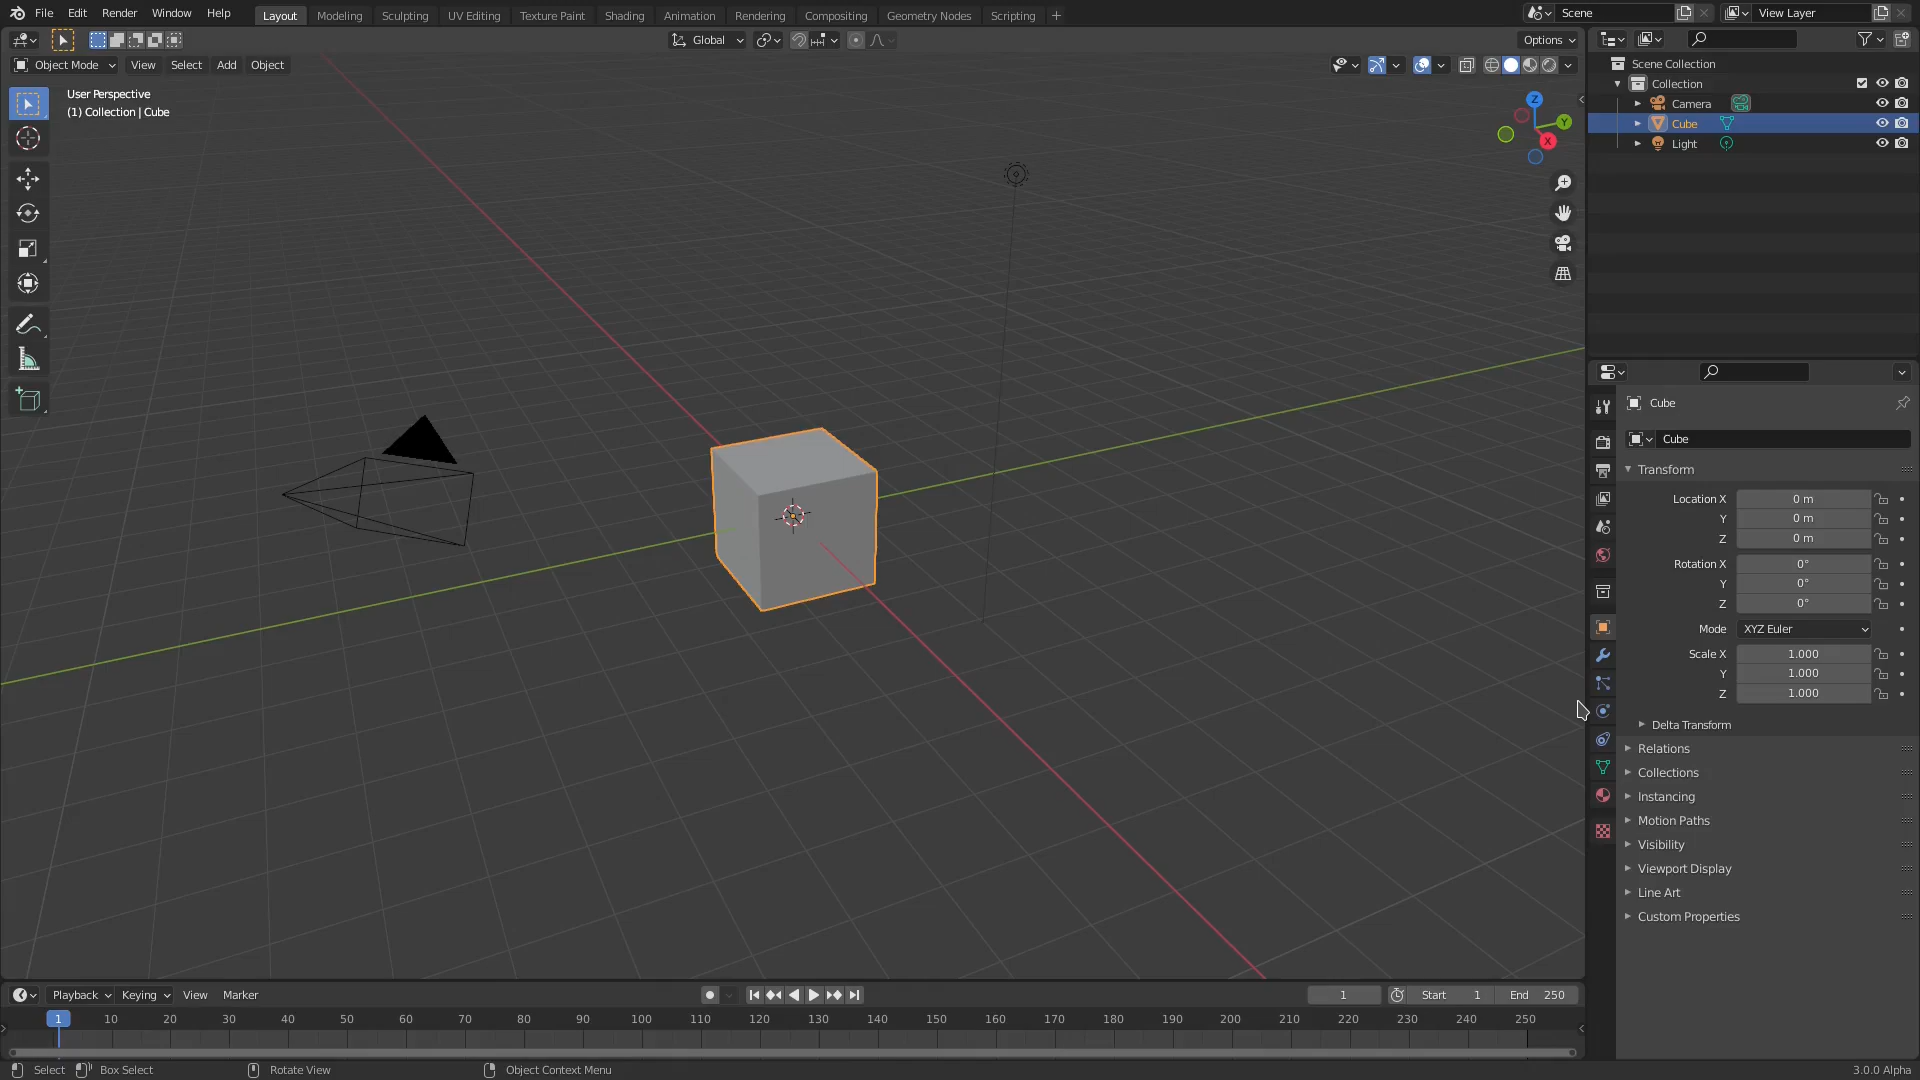 File Edit Render Window Help
Layout Modeling Sculpting UV Editing Texture Paint Shading Animation Rendering Compositing Geometry Nodes Scripting +
Scene
View Layer
Global
Options
Object Mode View Select Add Object
User Perspective
(1) Collection | Cube
Z
Y
X
Scene Collection
Collection
Camera
Cube
Light
Cube
Cube
Transform
Location X 0 m
Y 0 m
Z 0 m
Rotation X 0°
Y 0°
Z 0°
Mode XYZ Euler
Scale X 1.000
Y 1.000
Z 1.000
Delta Transform
Relations
Collections
Instancing
Motion Paths
Visibility
Viewport Display
Line Art
Custom Properties
Playback Keying View Marker
1 Start 1 End 250
1 10 20 30 40 50 60 70 80 90 100 110 120 130 140 150 160 170 180 190 200 210 220 230 240 250
Select Box Select Rotate View Object Context Menu 3.0.0 Alpha